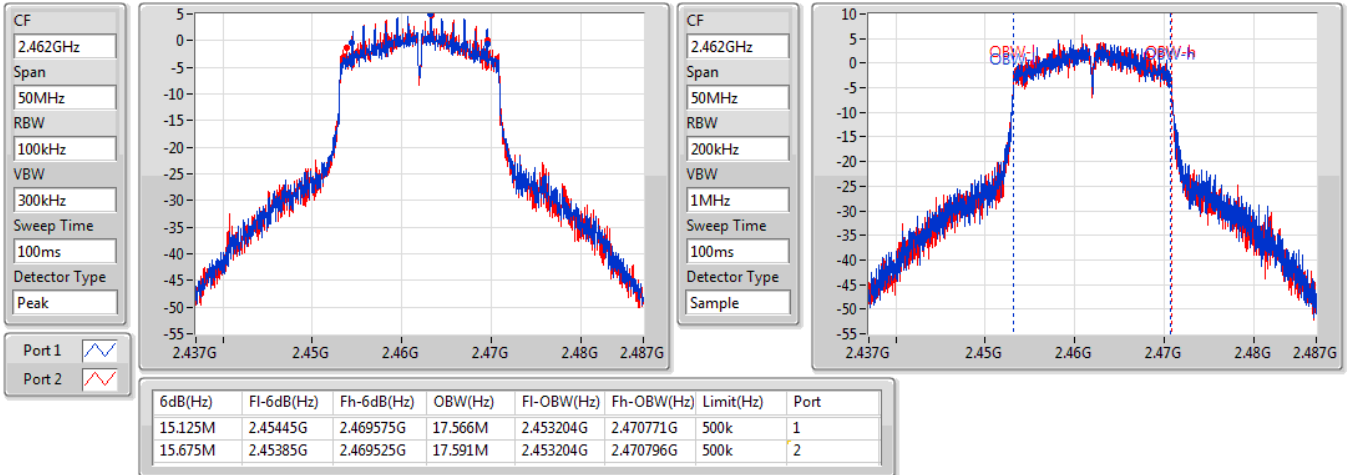 CF
2.462GHz
Span
50MHz
RBW
100kHz
VBW
300kHz
Sweep Time
100ms
Detector Type
Peak
Port 1
Port 2
5
0
-5
-10
-15
-20
-25
-30
-35
-40
-45
-50
-55
2.437G 2.45G 2.46G 2.47G 2.48G 2.487G
CF
2.462GHz
Span
50MHz
RBW
200kHz
VBW
1MHz
Sweep Time
100ms
Detector Type
Sample
10
5
0
-5
-10
-15
-20
-25
-30
-35
-40
-45
-50
-55
OBW-l OBW-h
2.437G 2.45G 2.46G 2.47G 2.48G 2.487G
6dB(Hz) Fl-6dB(Hz) Fh-6dB(Hz) OBW(Hz) Fl-OBW(Hz) Fh-OBW(Hz) Limit(Hz) Port
15.125M 2.45445G 2.469575G 17.566M 2.453204G 2.470771G 500k 1
15.675M 2.45385G 2.469525G 17.591M 2.453204G 2.470796G 500k 2